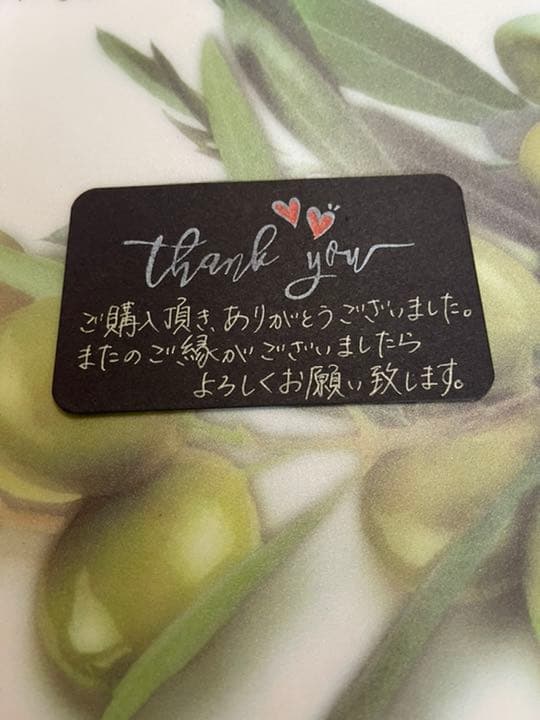 thank you
ご購入頂き、ありがとうございました。
またのご縁がございましたら
よろしくお願い致します。